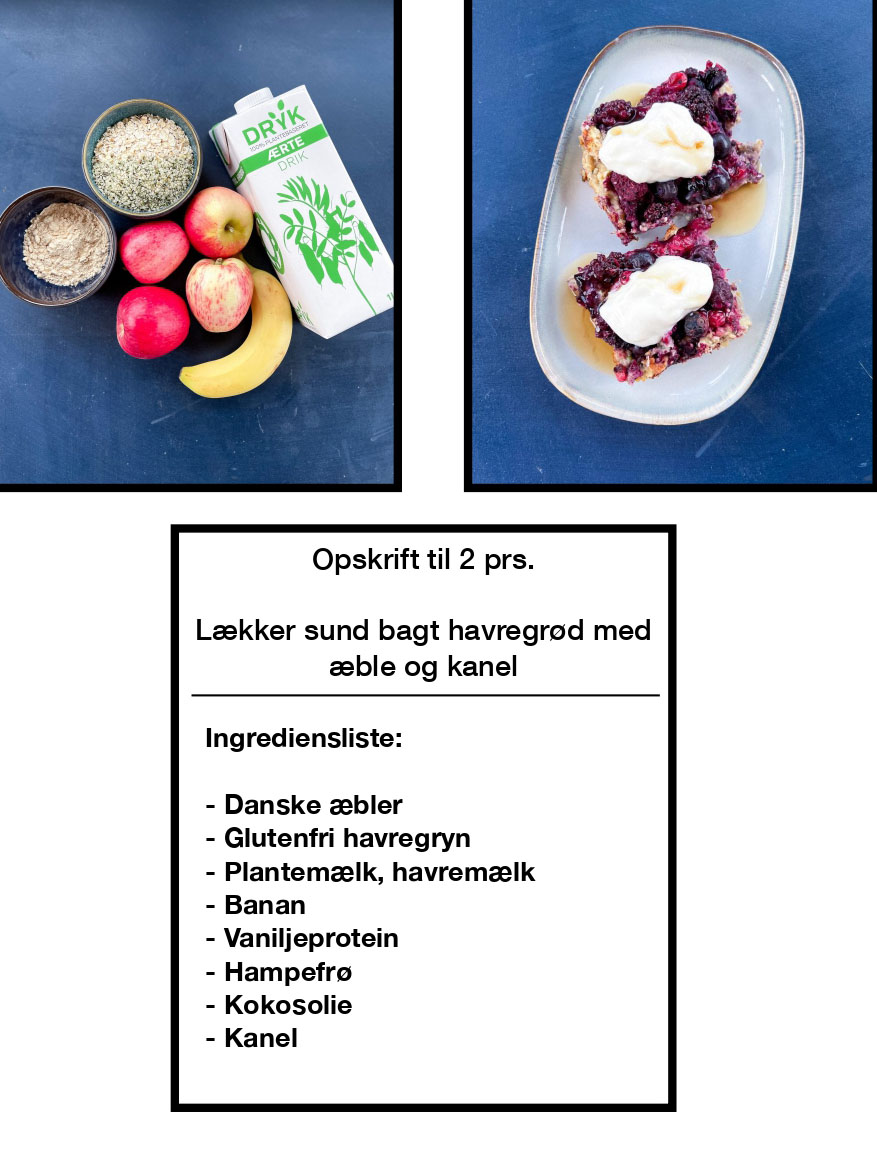 DRYK
100% PLANTEBASERET
ÆRTE
DRIK
Opskrift til 2 prs.
Lækker sund bagt havregrød med
æble og kanel
Ingrediensliste:
- Danske æbler
- Glutenfri havregryn
- Plantemælk, havremælk
- Banan
- Vaniljeprotein
- Hampefrø
- Kokosolie
- Kanel